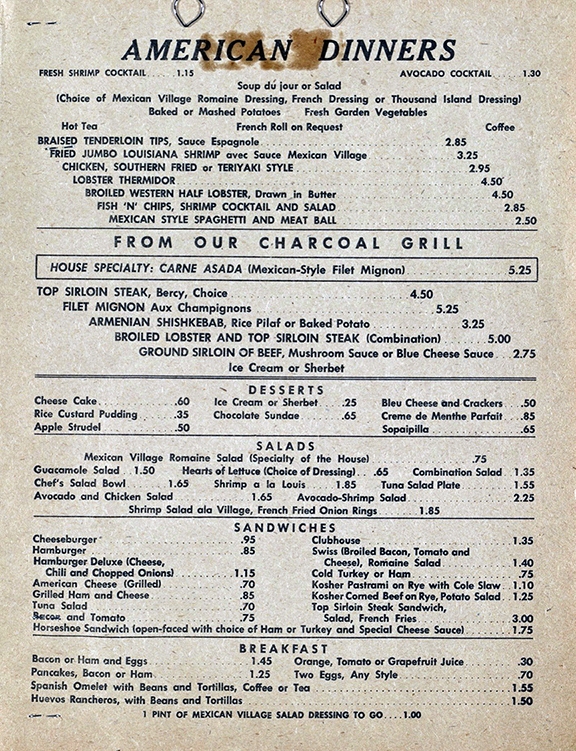 AMERICAN DINNERS
FRESH SHRIMP COCKTAIL . . . . 1.15 AVOCADO COCKTAIL . . . . 1.30
Soup du jour or Salad
(Choice of Mexican Village Romaine Dressing, French Dressing or Thousand Island Dressing)
Baked or Mashed Potatoes Fresh Garden Vegetables
Hot Tea French Roll on Request Coffee
BRAISED TENDERLOIN TIPS, Sauce Espagnole . . . . 2.85
FRIED JUMBO LOUISIANA SHRIMP avec Sauce Mexican Village . . . . 3.25
CHICKEN, SOUTHERN FRIED or TERIYAKI STYLE . . . . 2.95
LOBSTER THERMIDOR . . . . 4.50
BROILED WESTERN HALF LOBSTER, Drawn in Butter . . . . 4.50
FISH 'N' CHIPS, SHRIMP COCKTAIL AND SALAD . . . . 2.85
MEXICAN STYLE SPAGHETTI AND MEAT BALL . . . . 2.50
FROM OUR CHARCOAL GRILL
HOUSE SPECIALTY: CARNE ASADA (Mexican-Style Filet Mignon) . . . . 5.25
TOP SIRLOIN STEAK, Bercy, Choice . . . . 4.50
FILET MIGNON Aux Champignons . . . . 5.25
ARMENIAN SHISHKEBAB, Rice Pilaf or Baked Potato . . . . 3.25
BROILED LOBSTER AND TOP SIRLOIN STEAK (Combination) . . . . 5.00
GROUND SIRLOIN OF BEEF, Mushroom Sauce or Blue Cheese Sauce . . . . 2.75
Ice Cream or Sherbet
DESSERTS
Cheese Cake . . . . .60 Ice Cream or Sherbet . . . . .25 Bleu Cheese and Crackers . . . . .50
Rice Custard Pudding . . . . .35 Chocolate Sundae . . . . .65 Creme de Menthe Parfait . . . . .85
Apple Strudel . . . . .50 Sopaipilla . . . . .65
SALADS
Mexican Village Romaine Salad (Specialty of the House) . . . . .75
Guacamole Salad . . . . 1.50 Hearts of Lettuce (Choice of Dressing) . . . . .65 Combination Salad . . . . 1.35
Chef's Salad Bowl . . . . 1.65 Shrimp a la Louis . . . . 1.85 Tuna Salad Plate . . . . 1.55
Avocado and Chicken Salad . . . . 1.65 Avocado-Shrimp Salad . . . . 2.25
Shrimp Salad ala Village, French Fried Onion Rings . . . . 1.85
SANDWICHES
Cheeseburger . . . . .95 Clubhouse . . . . 1.35
Hamburger . . . . .85 Swiss (Broiled Bacon, Tomato and
Hamburger Deluxe (Cheese, Cheese), Romaine Salad . . . . 1.40
Chili and Chopped Onions) . . . . 1.15 Cold Turkey or Ham . . . . .75
American Cheese (Grilled) . . . . .70 Kosher Pastrami on Rye with Cole Slaw . . 1.10
Grilled Ham and Cheese . . . . .85 Kosher Corned Beef on Rye, Potato Salad . . 1.25
Tuna Salad . . . . .70 Top Sirloin Steak Sandwich,
Bacon and Tomato . . . . .75 Salad, French Fries . . . . 3.00
Horseshoe Sandwich (open-faced with choice of Ham or Turkey and Special Cheese Sauce) . . . . 1.75
BREAKFAST
Bacon or Ham and Eggs . . . . 1.45 Orange, Tomato or Grapefruit Juice . . . . .30
Pancakes, Bacon or Ham . . . . 1.25 Two Eggs, Any Style . . . . .70
Spanish Omelet with Beans and Tortillas, Coffee or Tea . . . . 1.55
Huevos Rancheros, with Beans and Tortillas . . . . 1.50
1 PINT OF MEXICAN VILLAGE SALAD DRESSING TO GO . . . . 1.00